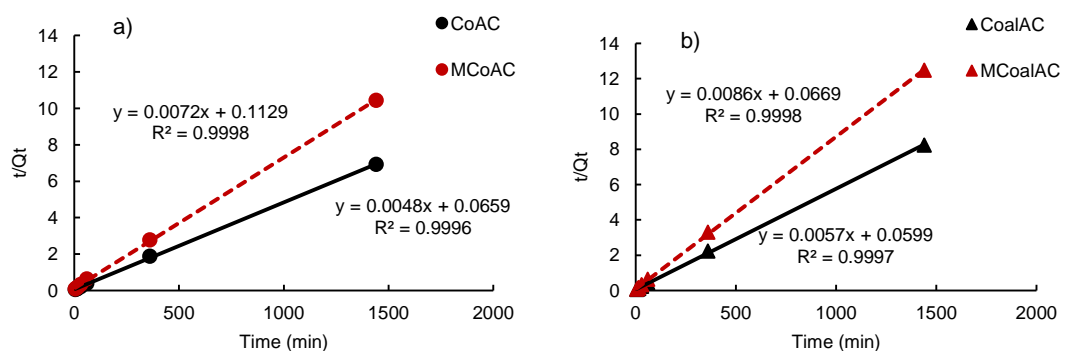 a)
CoAC
MCoAC
14
12
10
8
6
4
2
0
t/Qt
y = 0.0072x + 0.1129
R² = 0.9998
y = 0.0048x + 0.0659
R² = 0.9996
0
500
1000
1500
2000
Time (min)
b)
CoalAC
MCoalAC
14
12
10
8
6
4
2
0
t/Qt
y = 0.0086x + 0.0669
R² = 0.9998
y = 0.0057x + 0.0599
R² = 0.9997
0
500
1000
1500
2000
Time (min)